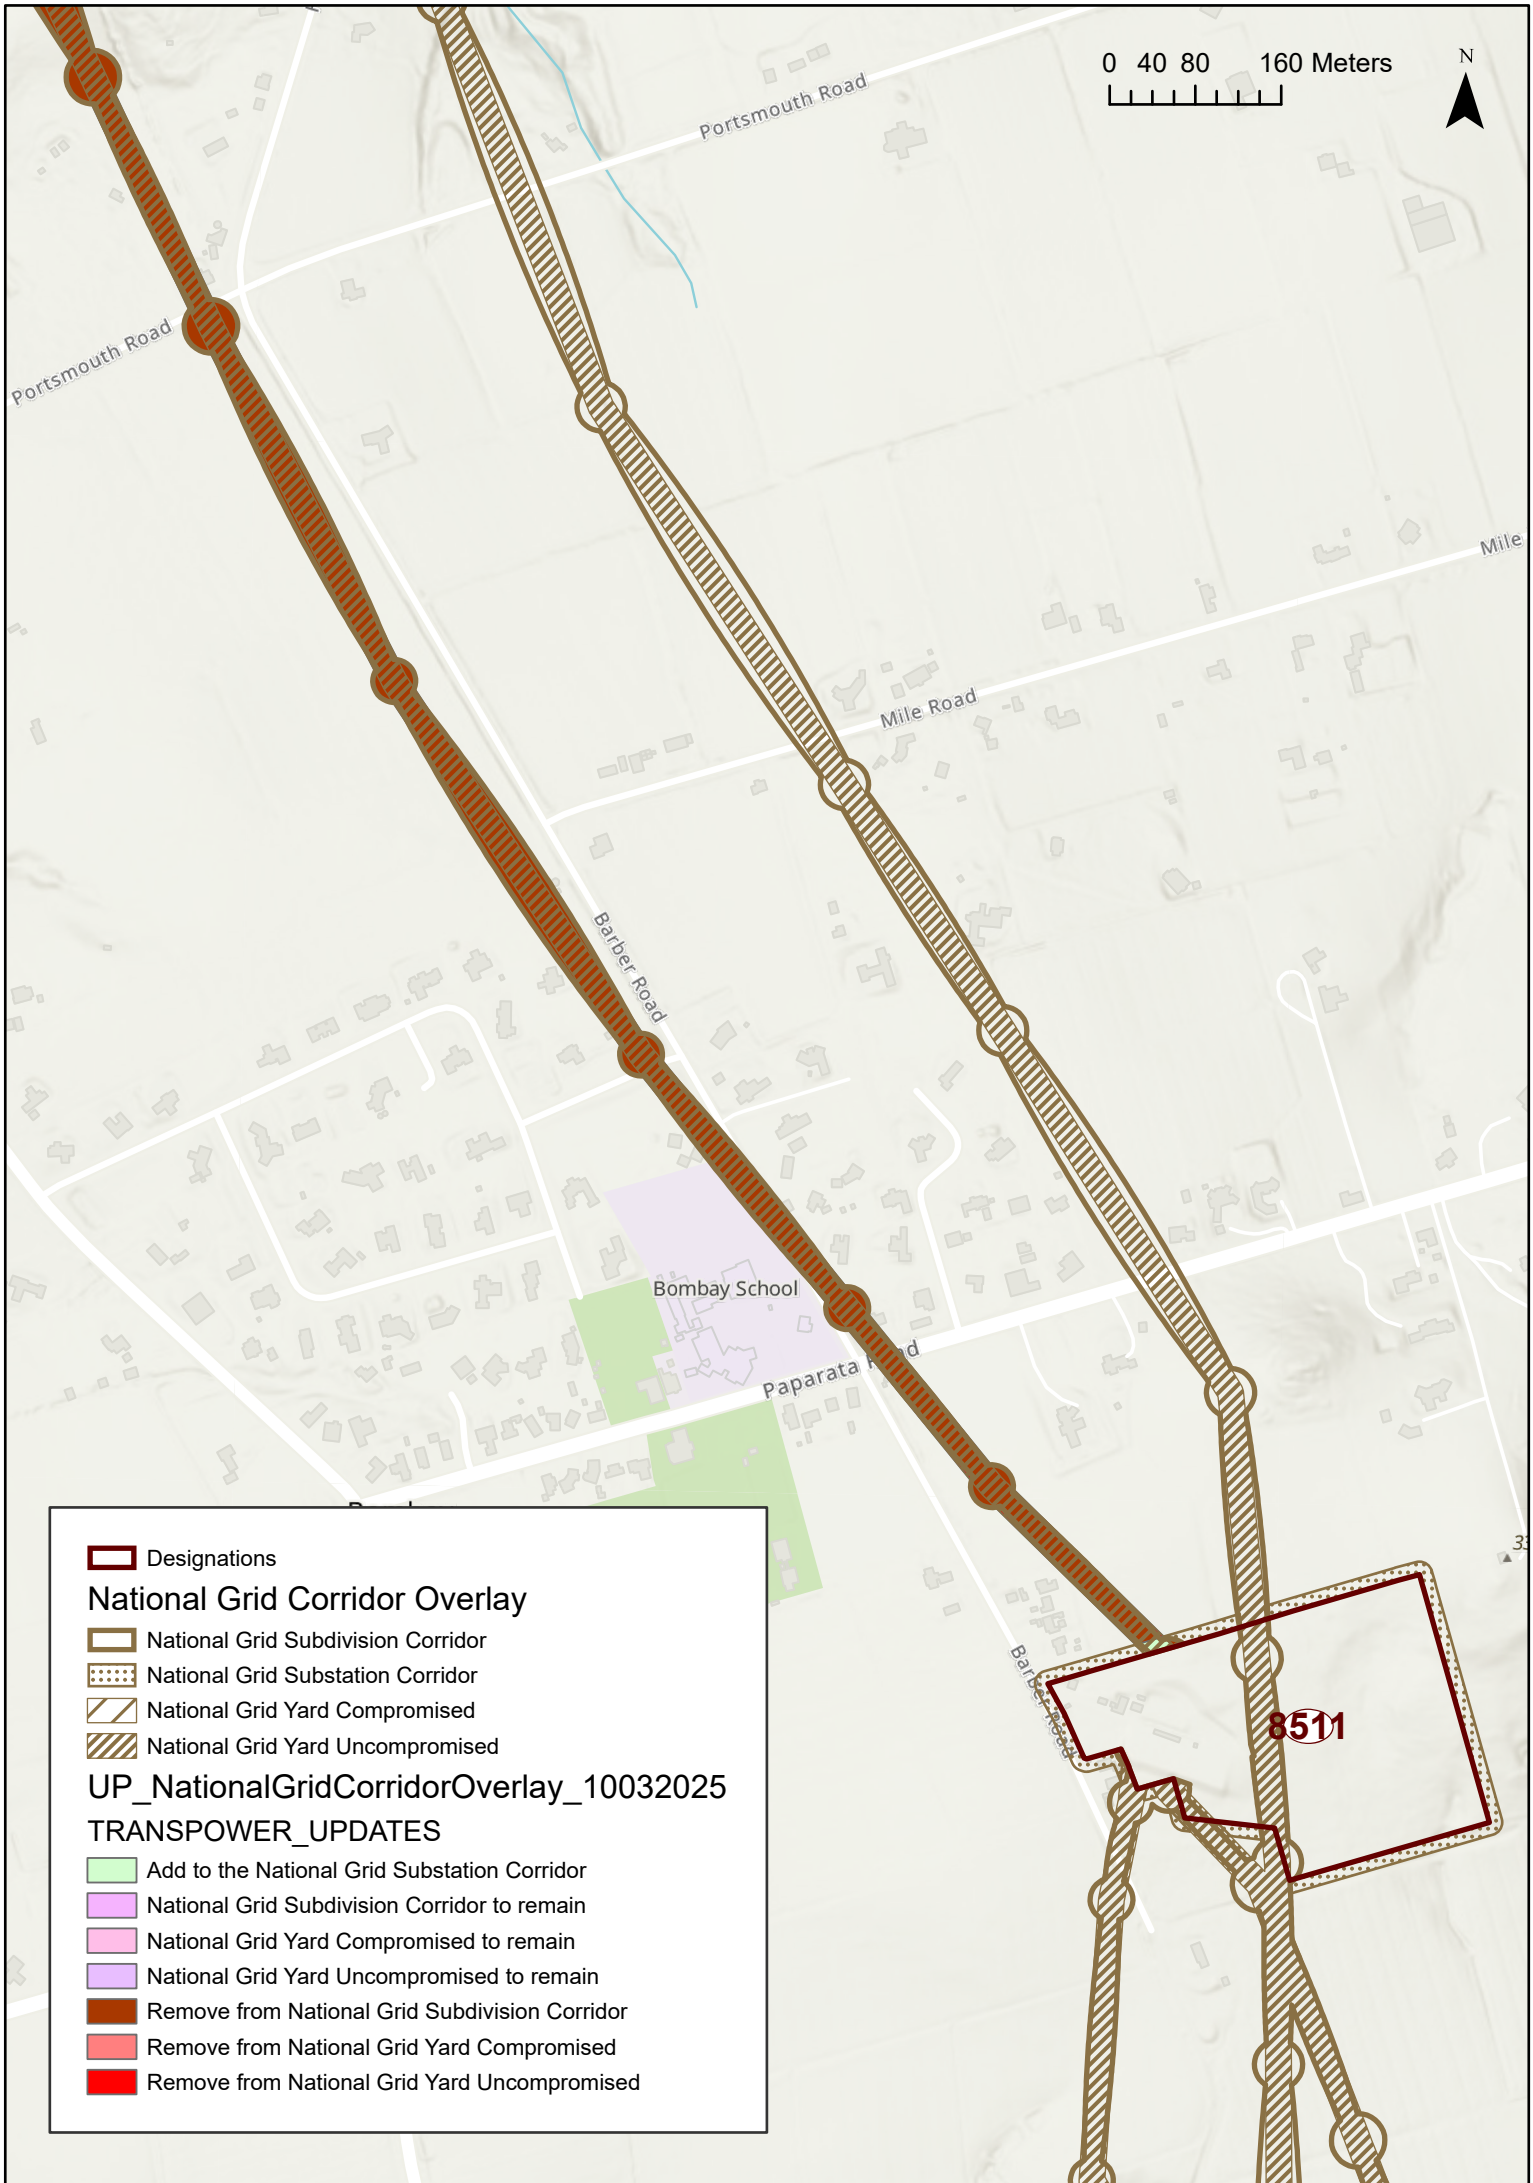 0 40 80 160 Meters
N
Portsmouth Road
Portsmouth Road
Mile
Mile Road
Barber Road
Bombay School
Paparata Road
Barber Road
8511
Designations
National Grid Corridor Overlay
National Grid Subdivision Corridor
National Grid Substation Corridor
National Grid Yard Compromised
National Grid Yard Uncompromised
UP_NationalGridCorridorOverlay_10032025
TRANSPOWER_UPDATES
Add to the National Grid Substation Corridor
National Grid Subdivision Corridor to remain
National Grid Yard Compromised to remain
National Grid Yard Uncompromised to remain
Remove from National Grid Subdivision Corridor
Remove from National Grid Yard Compromised
Remove from National Grid Yard Uncompromised